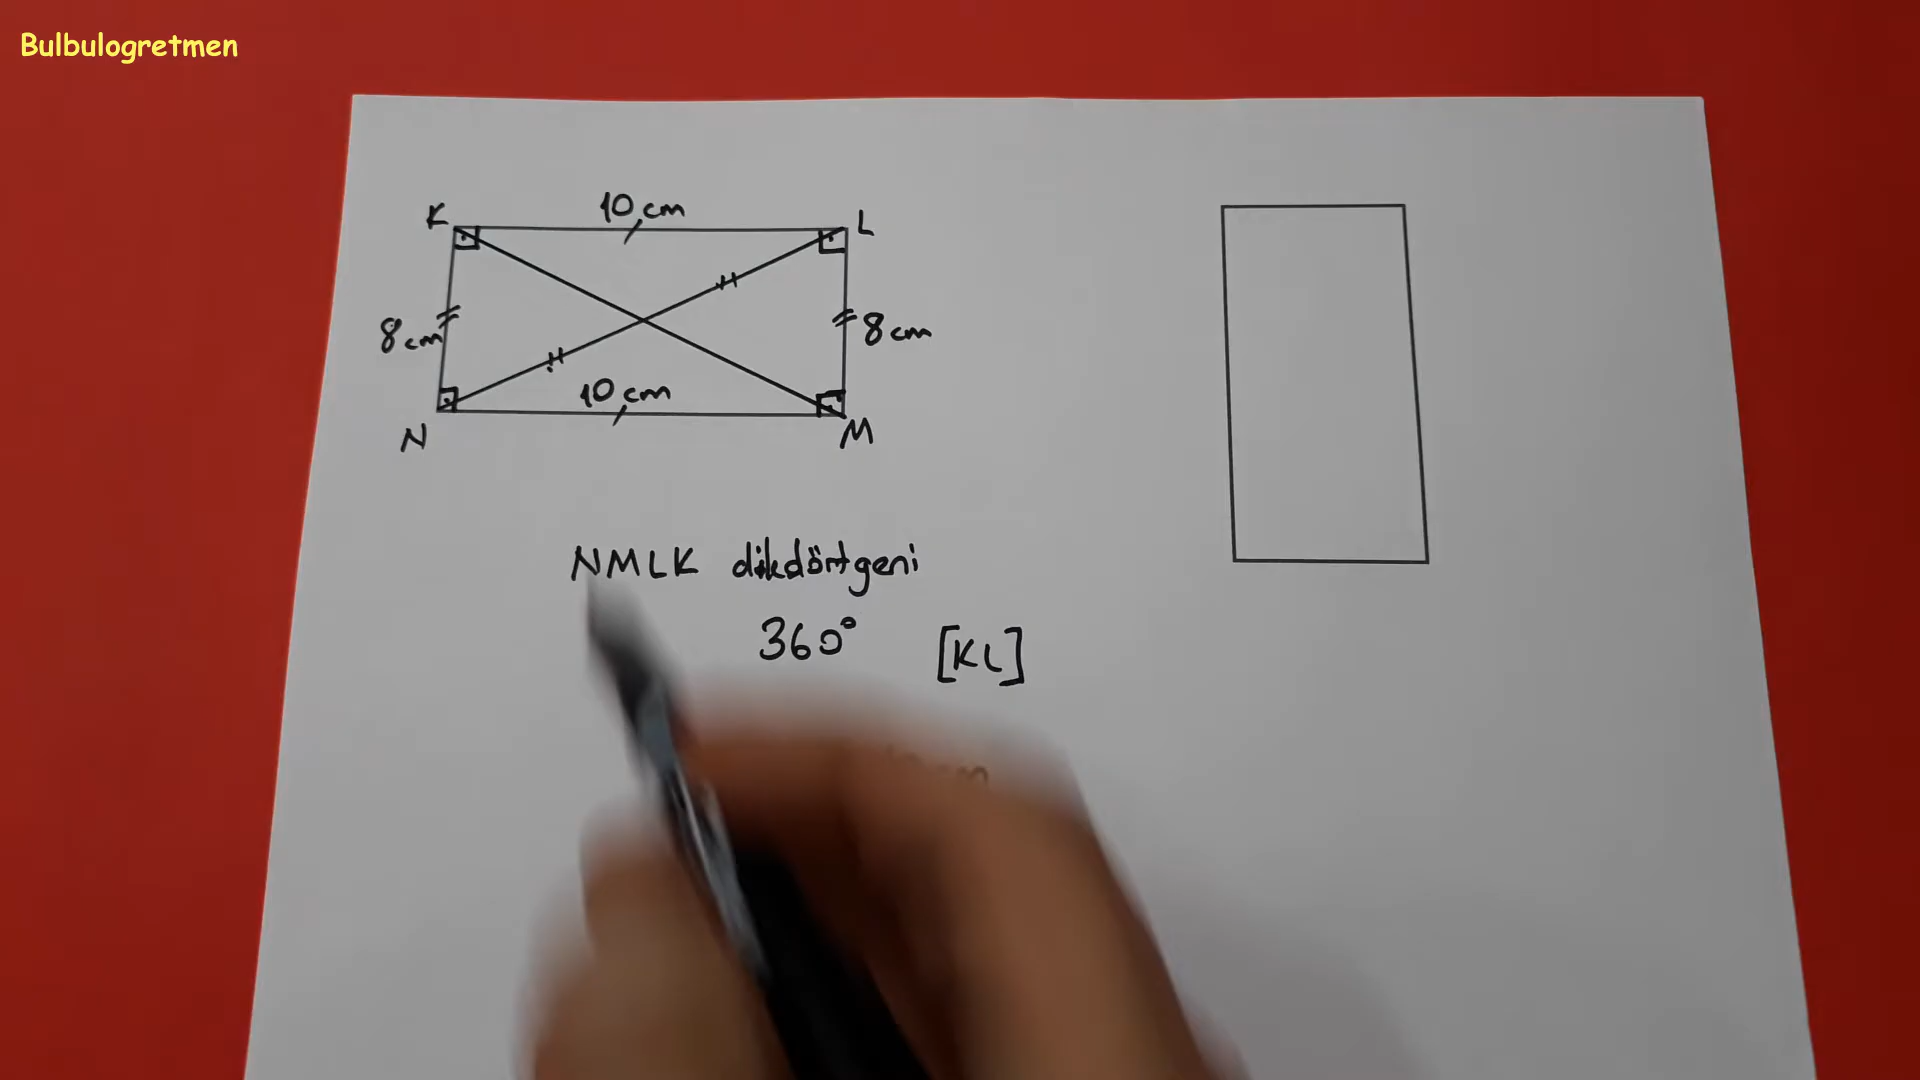 Bulbulogretmen
10 cm
K
L
8 cm
8 cm
10 cm
N
M
NMLK dikdörtgeni
360° [KL]